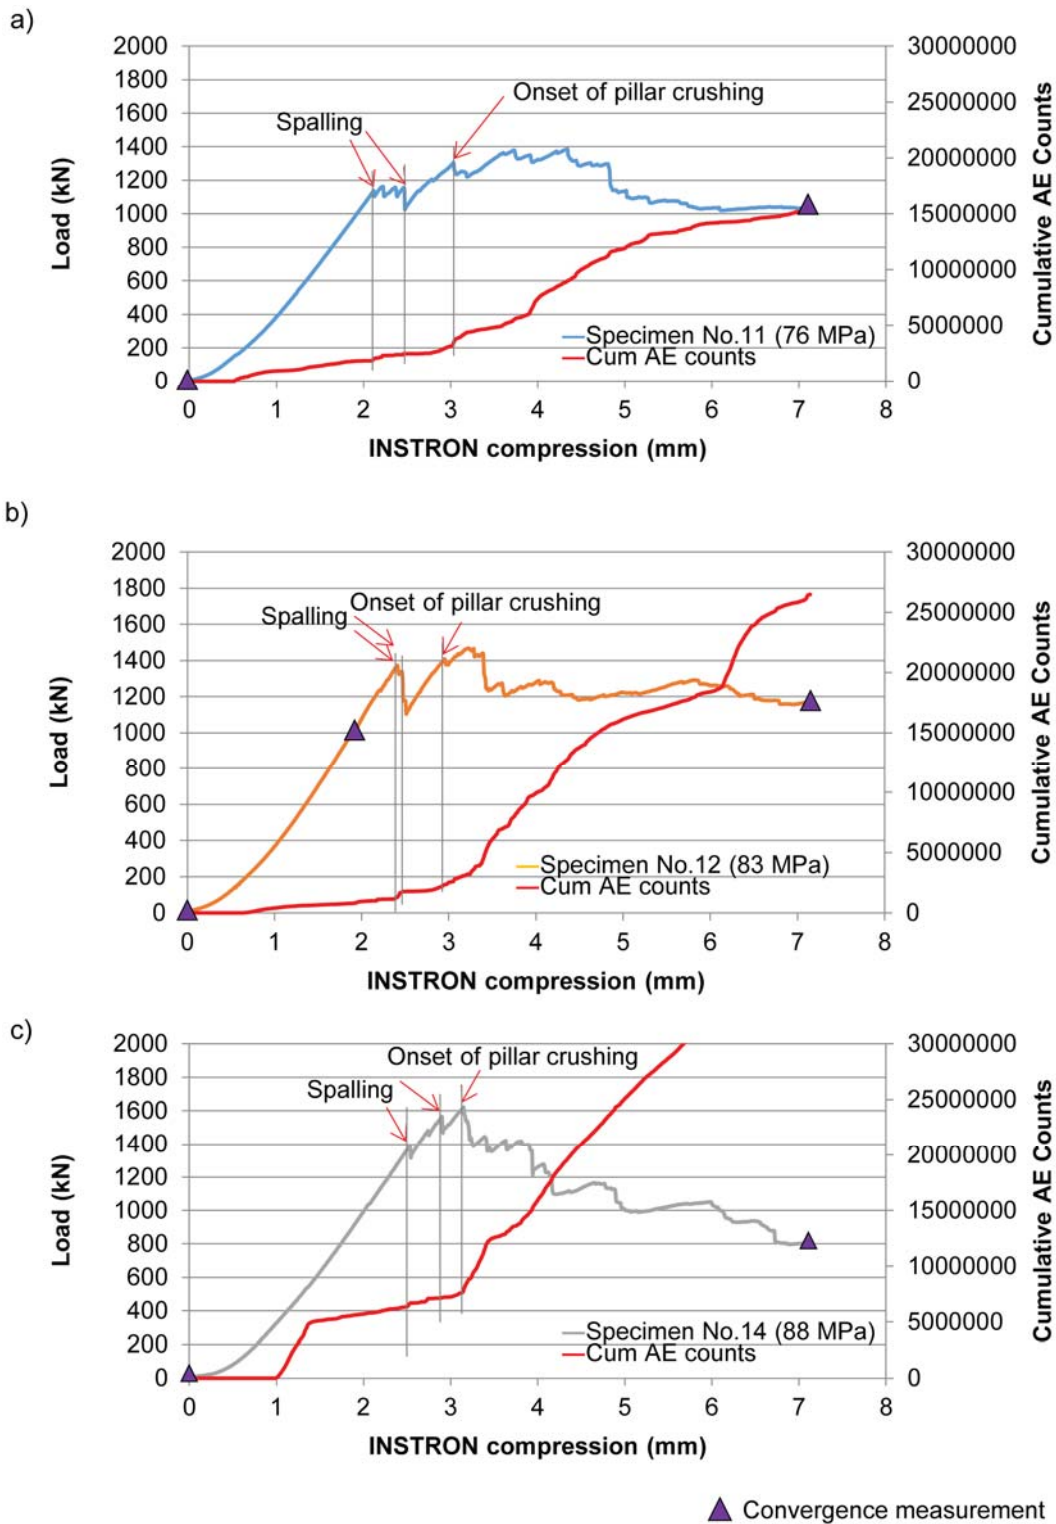 a)
2000 30000000
1800
Onset of pillar crushing 25000000
1600
Spalling
1400 20000000
1200
1000 15000000
800
10000000
600
400 5000000
Specimen No.11 (76 MPa)
200
Cum AE counts
0 0
Load (kN)
Cumulative AE Counts
0 1 2 3 4 5 6 7 8
INSTRON compression (mm)
b)
2000 30000000
1800
25000000
Onset of pillar crushing
1600
Spalling
1400 20000000
1200
1000 15000000
800
10000000
600
400
5000000
Specimen No.12 (83 MPa)
200
Cum AE counts
0 0
Load (kN)
Cumulative AE Counts
0 1 2 3 4 5 6 7 8
INSTRON compression (mm)
c)
2000 30000000
Onset of pillar crushing
1800
25000000
Spalling
1600
1400 20000000
1200
1000 15000000
800
10000000
600
400 5000000
Specimen No.14 (88 MPa)
200
Cum AE counts
0 0
Load (kN)
Cumulative AE Counts
0 1 2 3 4 5 6 7 8
INSTRON compression (mm)
Convergence measurement